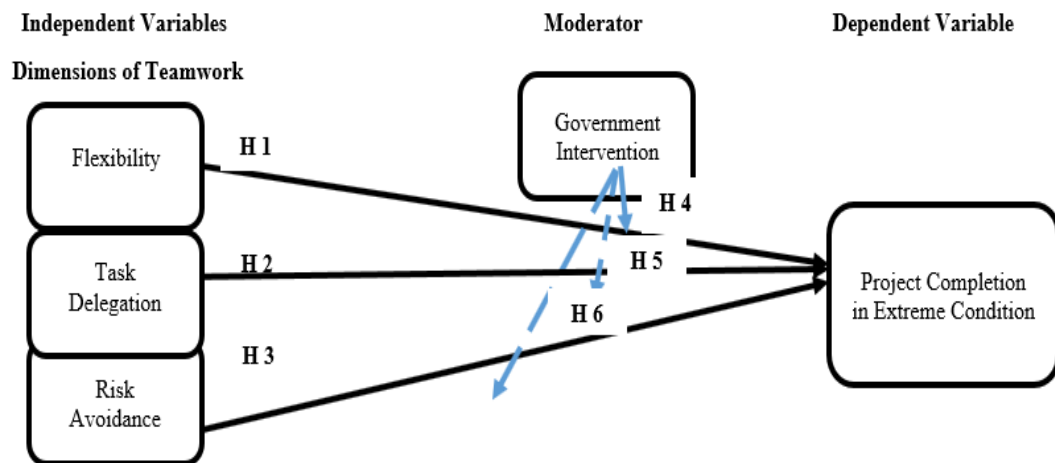 Independent Variables
Moderator
Dependent Variable
Dimensions of Teamwork
Flexibility
H 1
Government
Intervention
H 4
Task
Delegation
H 2
H 5
Project Completion
in Extreme Condition
H 6
H 3
Risk
Avoidance